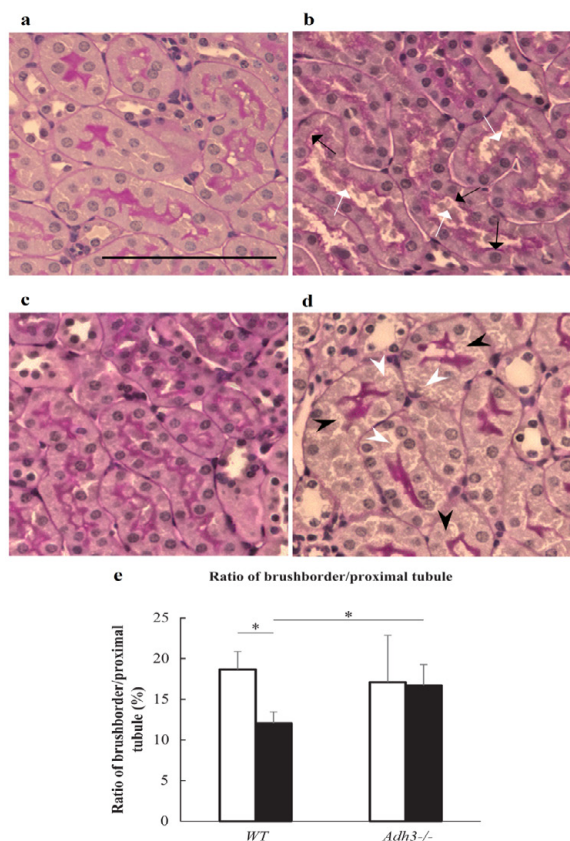 a
b
c
d
e
Ratio of brushborder/proximal tubule
Ratio of brushborder/proximal
tubule (%)
25
20
15
10
5
0
*
*
WT
Adh3-/-